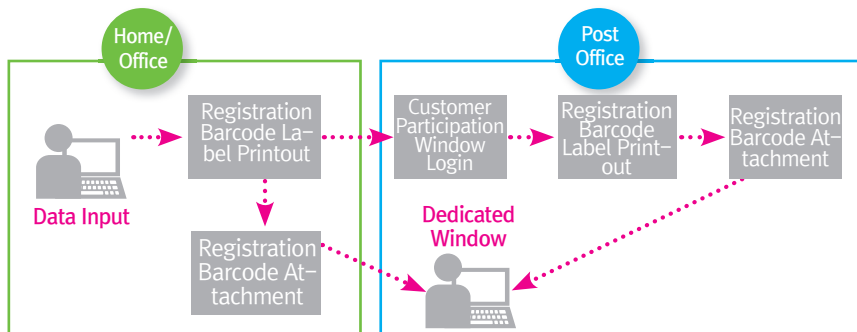 Home/
Office
Post
Office
Registration
Barcode La–
bel Printout
Customer
Participation
Window
Login
Registration
Barcode
Label Print–
out
Registration
Barcode At–
tachment
Data Input
Registration
Barcode At–
tachment
Dedicated
Window